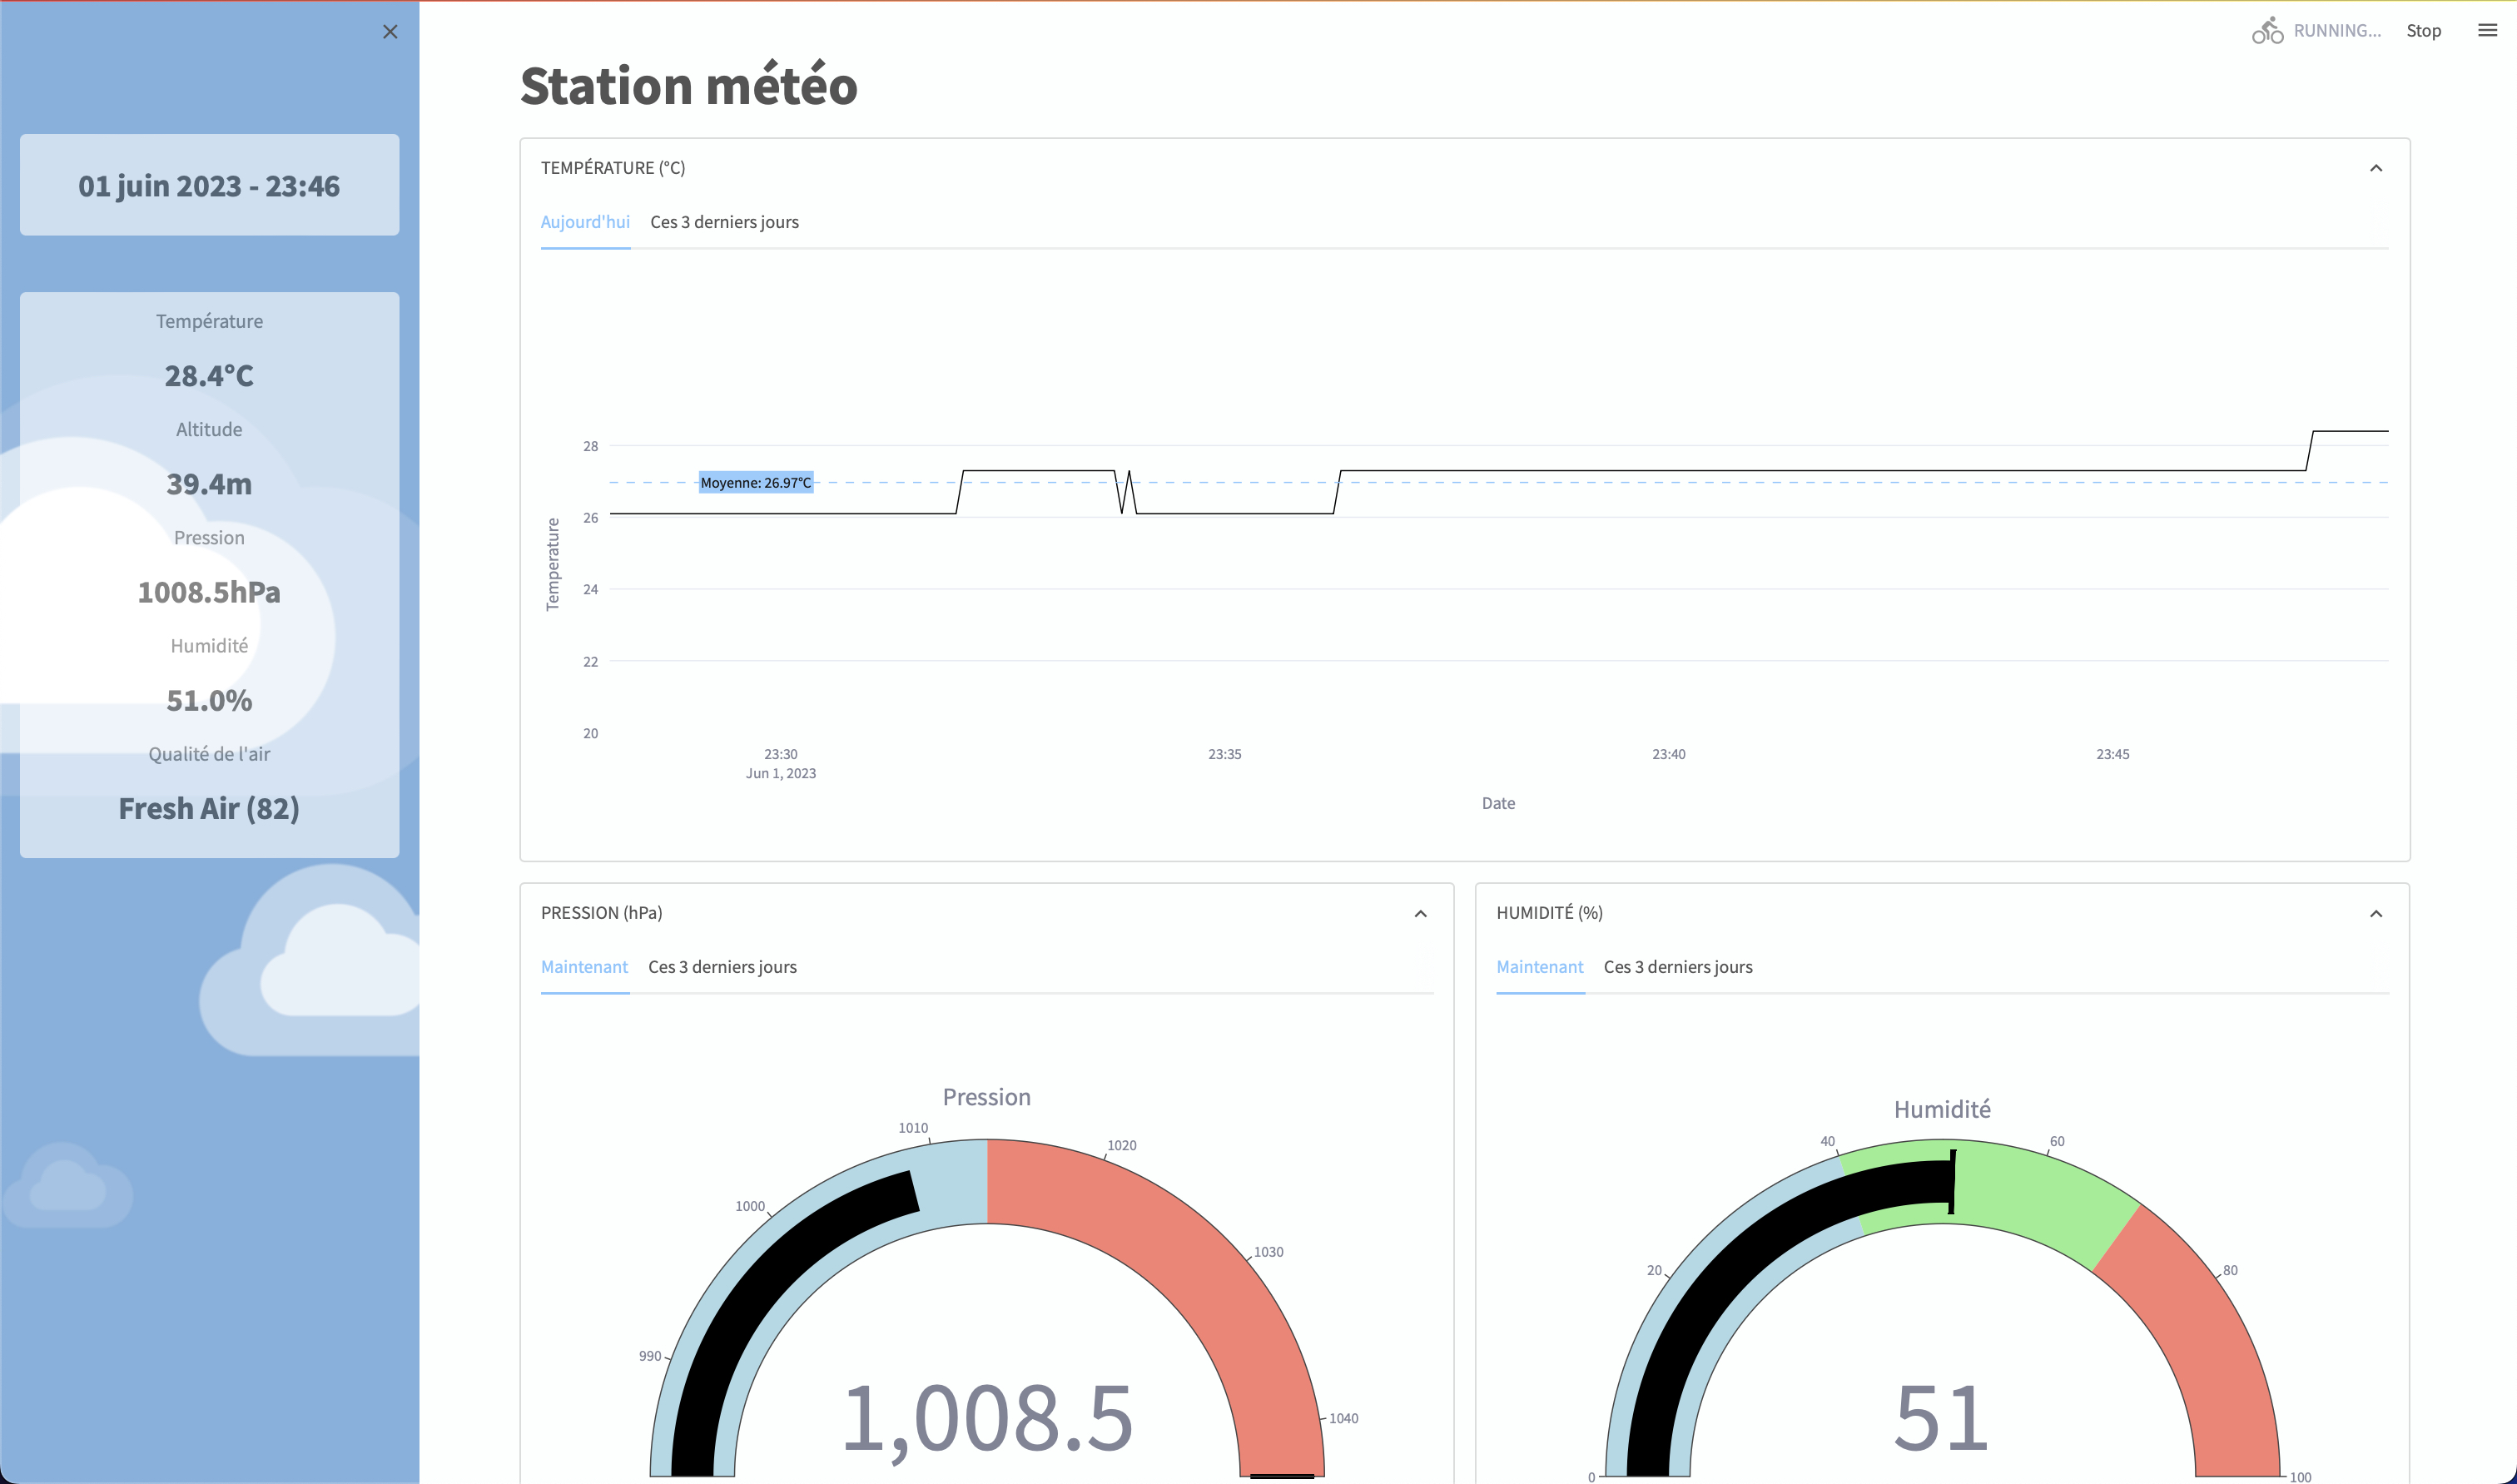 RUNNING...
Stop
01 juin 2023 - 23:46
Température
28.4°C
Altitude
39.4m
Pression
1008.5hPa
Humidité
51.0%
Qualité de l'air
Fresh Air (82)
Station météo
TEMPÉRATURE (°C)
Aujourd'hui
Ces 3 derniers jours
28
Moyenne: 26.97°C
26
Temperature
24
22
20
23:30
23:35
23:40
23:45
Jun 1, 2023
Date
PRESSION (hPa)
Maintenant
Ces 3 derniers jours
Pression
990
1000
1010
1020
1030
1040
1,008.5
HUMIDITÉ (%)
Maintenant
Ces 3 derniers jours
Humidité
0
20
40
60
80
100
51